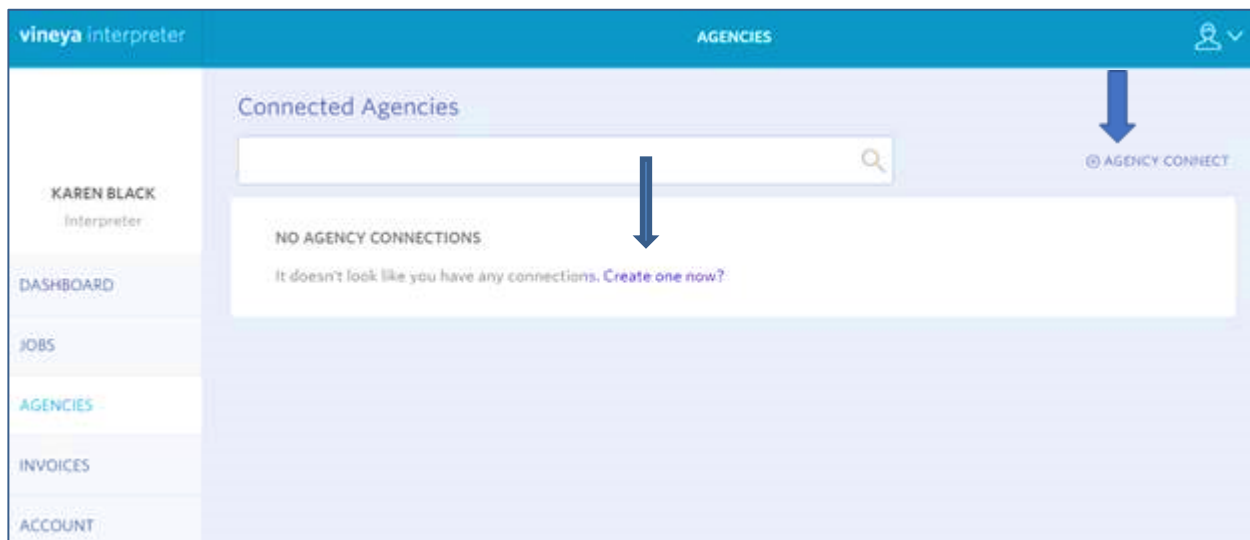 vineya interpreter
AGENCIES
Connected Agencies
⊕ AGENCY CONNECT
KAREN BLACK
Interpreter
NO AGENCY CONNECTIONS
It doesn't look like you have any connections. Create one now?
DASHBOARD
JOBS
AGENCIES
INVOICES
ACCOUNT